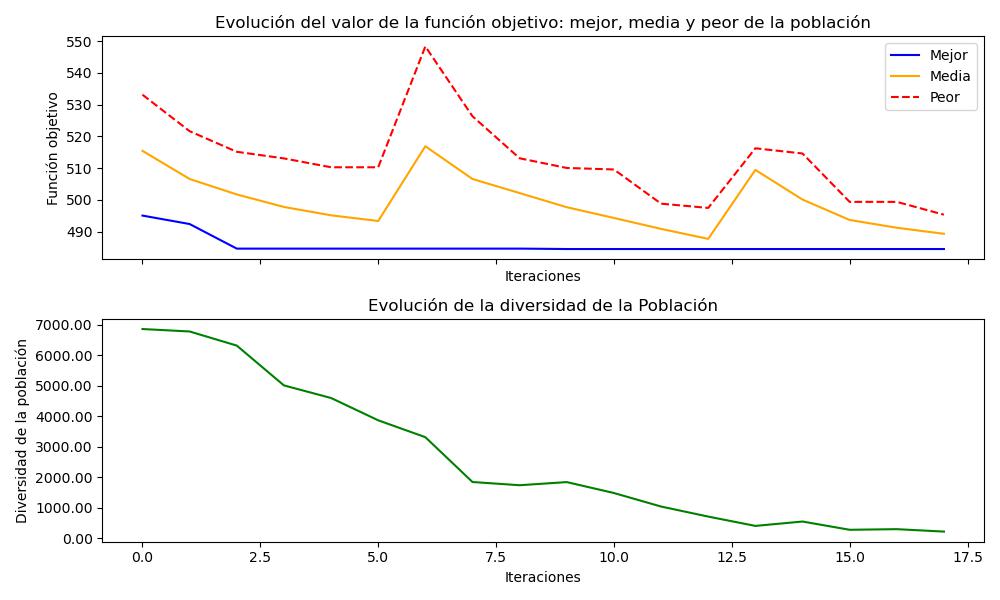 Evolución del valor de la función objetivo: mejor, media y peor de la población
550
540
530
520
510
500
490
Función objetivo
Mejor
Media
Peor
Iteraciones
Evolución de la diversidad de la Población
7000.00
6000.00
5000.00
4000.00
3000.00
2000.00
1000.00
0.00
Diversidad de la población
0.0 2.5 5.0 7.5 10.0 12.5 15.0 17.5
Iteraciones